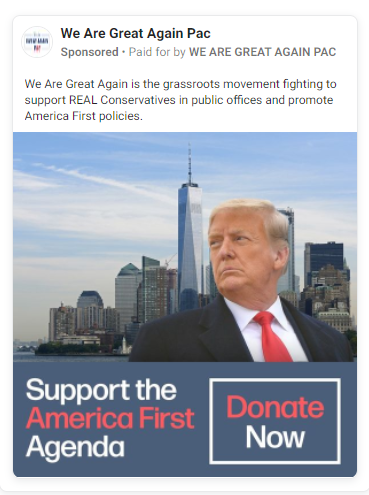 We Are Great Again Pac
Sponsored • Paid for by WE ARE GREAT AGAIN PAC
We Are Great Again is the grassroots movement fighting to
support REAL Conservatives in public offices and promote
America First policies.
Support the
America First
Agenda
Donate
Now